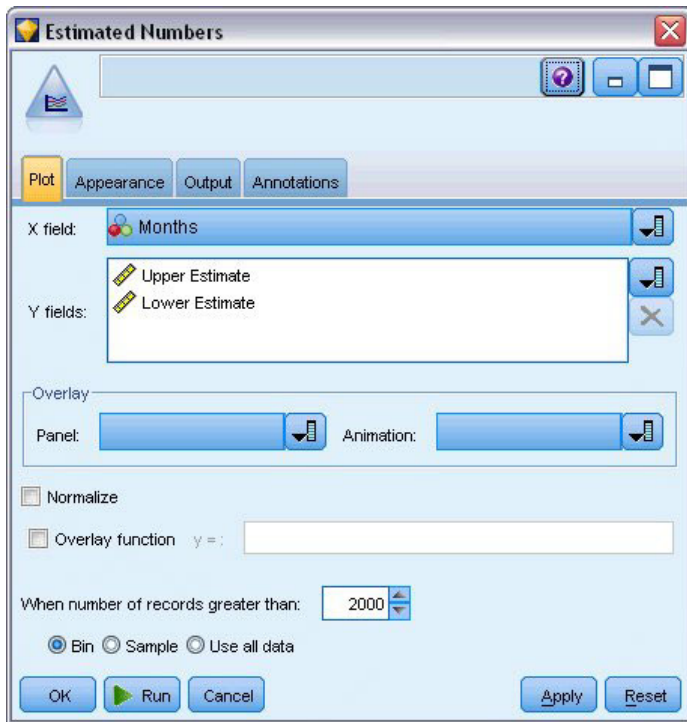 Estimated Numbers
Plot Appearance Output Annotations
X field: Months
Y fields:
Upper Estimate
Lower Estimate
Overlay
Panel: Animation:
Normalize
Overlay function y = :
When number of records greater than: 2000
Bin Sample Use all data
OK Run Cancel Apply Reset